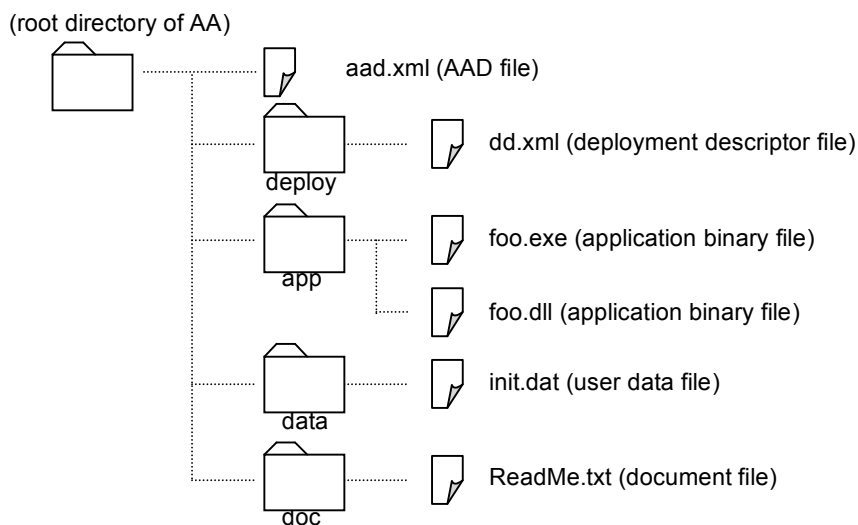 (root directory of AA)
aad.xml (AAD file)
deploy
dd.xml (deployment descriptor file)
app
foo.exe (application binary file)
foo.dll (application binary file)
data
init.dat (user data file)
doc
ReadMe.txt (document file)